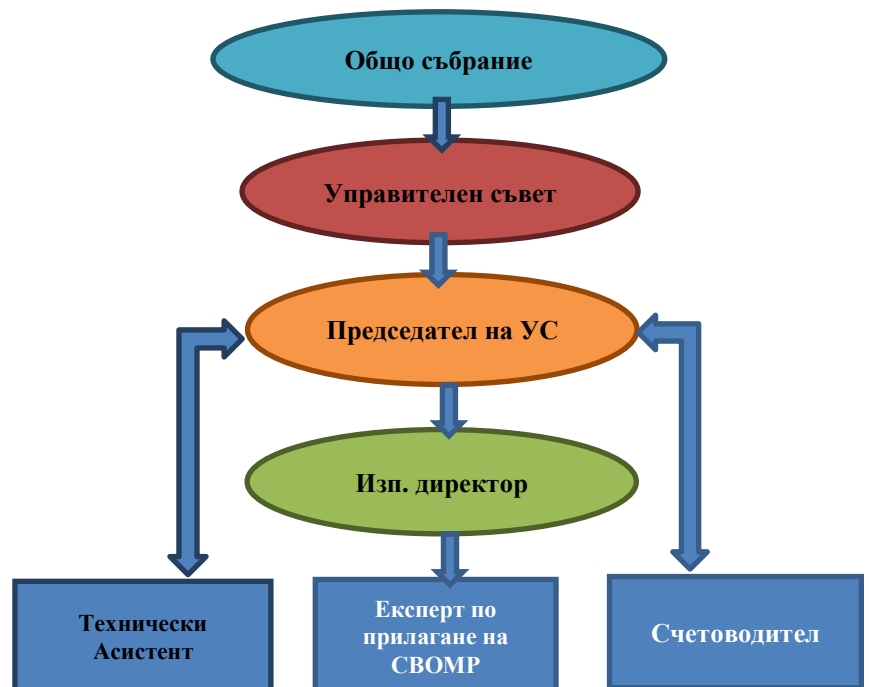 Общо събрание
Управителен съвет
Председател на УС
Изп. директор
Технически
Асистент
Експерт по
прилагане на
СВОМР
Счетоводител